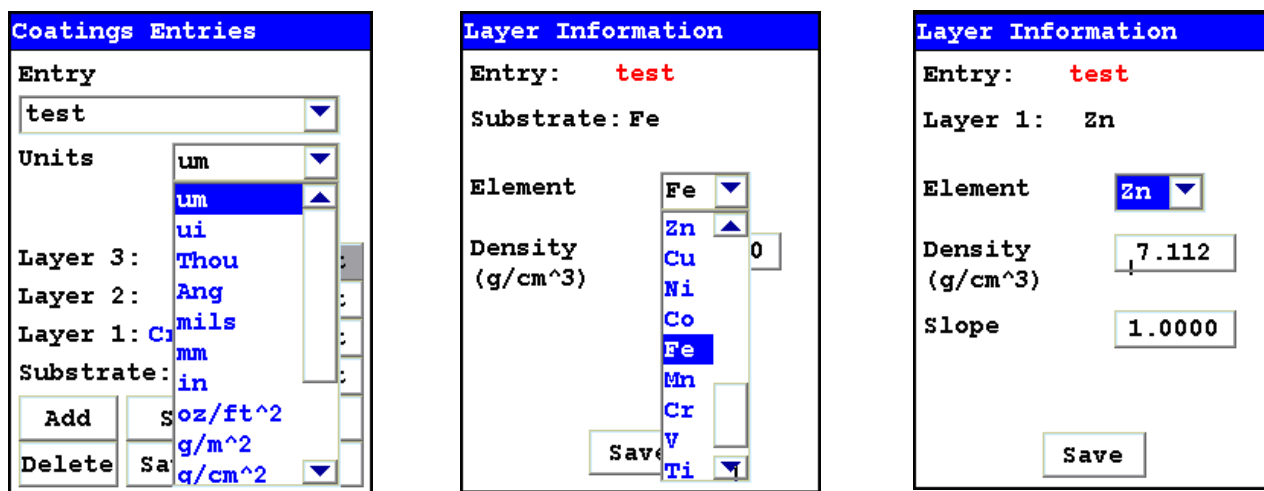 Coatings Entries
Entry
test
Units
um
um
ui
Thou
Ang
mils
mm
in
oz/ft^2
g/m^2
g/cm^2
Layer 3:
Layer 2:
Layer 1:
Substrate:
Add
Delete
Layer Information
Entry: test
Substrate: Fe
Element Fe
Zn
Cu
Ni
Co
Fe
Mn
Cr
V
Ti
Density 0
(g/cm^3)
Layer Information
Entry: test
Layer 1: Zn
Element Zn
Density 7.112
(g/cm^3)
Slope 1.0000
Save